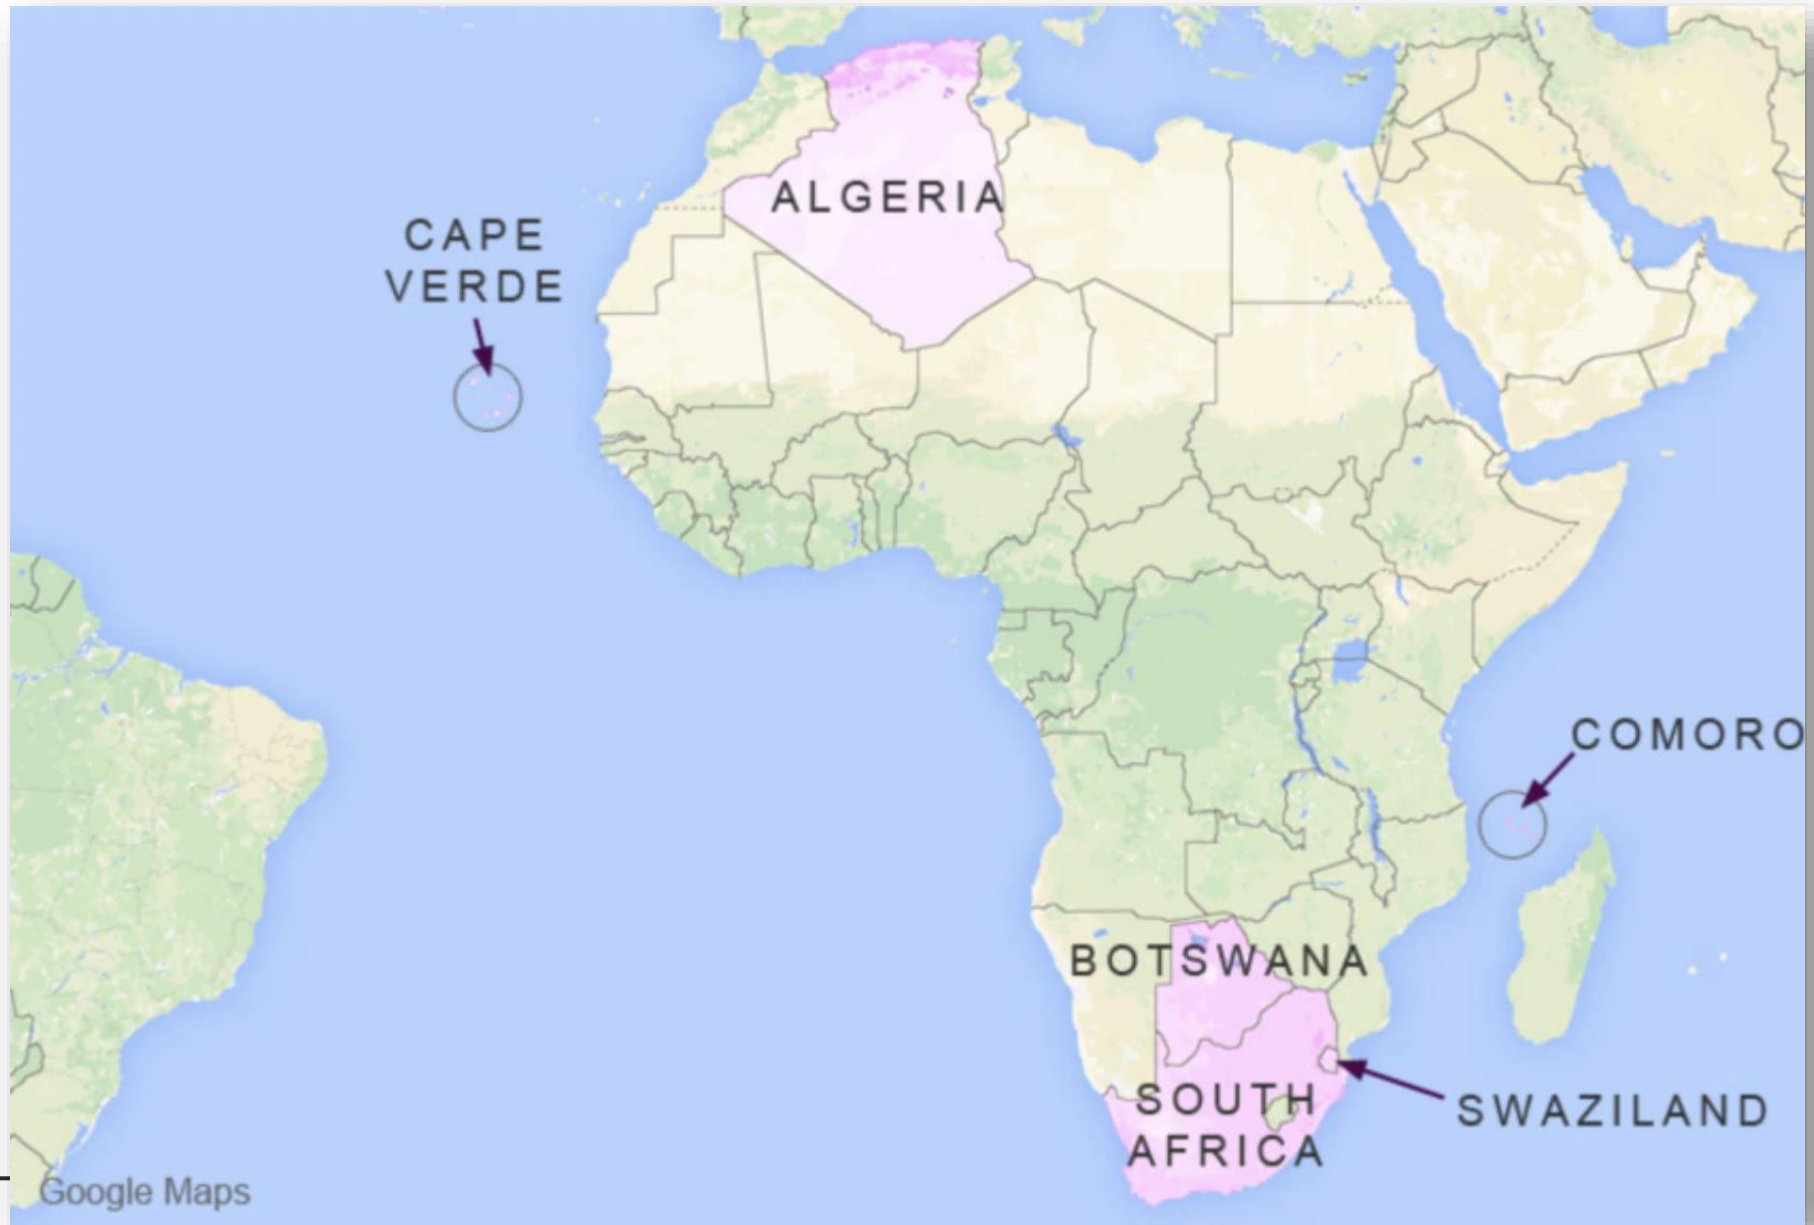 ALGERIA
CAPE
VERDE
COMORO
BOTSWANA
SOUTH
AFRICA
SWAZILAND
Google Maps